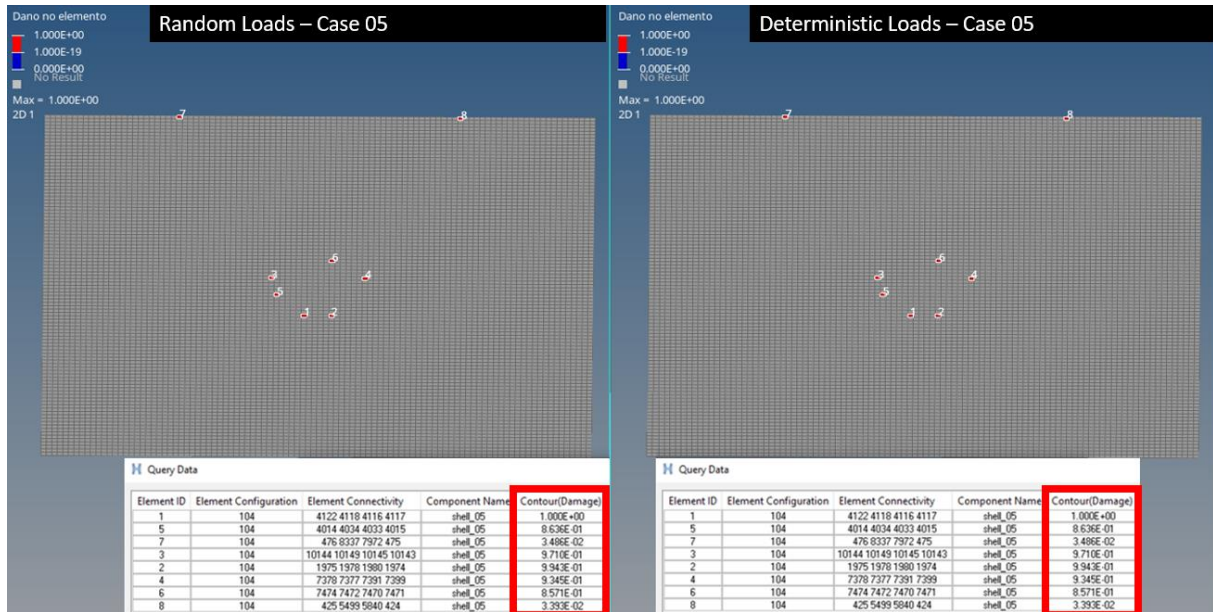 Random Loads – Case 05
Dano no elemento
1.000E+00
1.000E-19
0.000E+00
No Result
Max = 1.000E+00
2D 1
7
8
6
3
4
5
1
2
Query Data
Element ID Element Configuration Element Connectivity Component Name Contour(Damage)
1 104 4122 4118 4116 4117 shell_05 1.000E+00
5 104 4014 4034 4033 4015 shell_05 8.636E-01
7 104 476 8337 7972 475 shell_05 3.486E-02
3 104 10144 10149 10145 10143 shell_05 9.710E-01
2 104 1975 1978 1980 1974 shell_05 9.943E-01
4 104 7378 7377 7391 7399 shell_05 9.345E-01
6 104 7474 7472 7470 7471 shell_05 8.571E-01
8 104 425 5499 5840 424 shell_05 3.393E-02
Deterministic Loads – Case 05
Dano no elemento
1.000E+00
1.000E-19
0.000E+00
No Result
Max = 1.000E+00
2D 1
7
8
6
3
4
5
1
2
Query Data
Element ID Element Configuration Element Connectivity Component Name Contour(Damage)
1 104 4122 4118 4116 4117 shell_05 1.000E+00
5 104 4014 4034 4033 4015 shell_05 8.636E-01
7 104 476 8337 7972 475 shell_05 3.486E-02
3 104 10144 10149 10145 10143 shell_05 9.710E-01
2 104 1975 1978 1980 1974 shell_05 9.943E-01
4 104 7378 7377 7391 7399 shell_05 9.345E-01
6 104 7474 7472 7470 7471 shell_05 8.571E-01
8 104 425 5499 5840 424 shell_05 3.393E-02